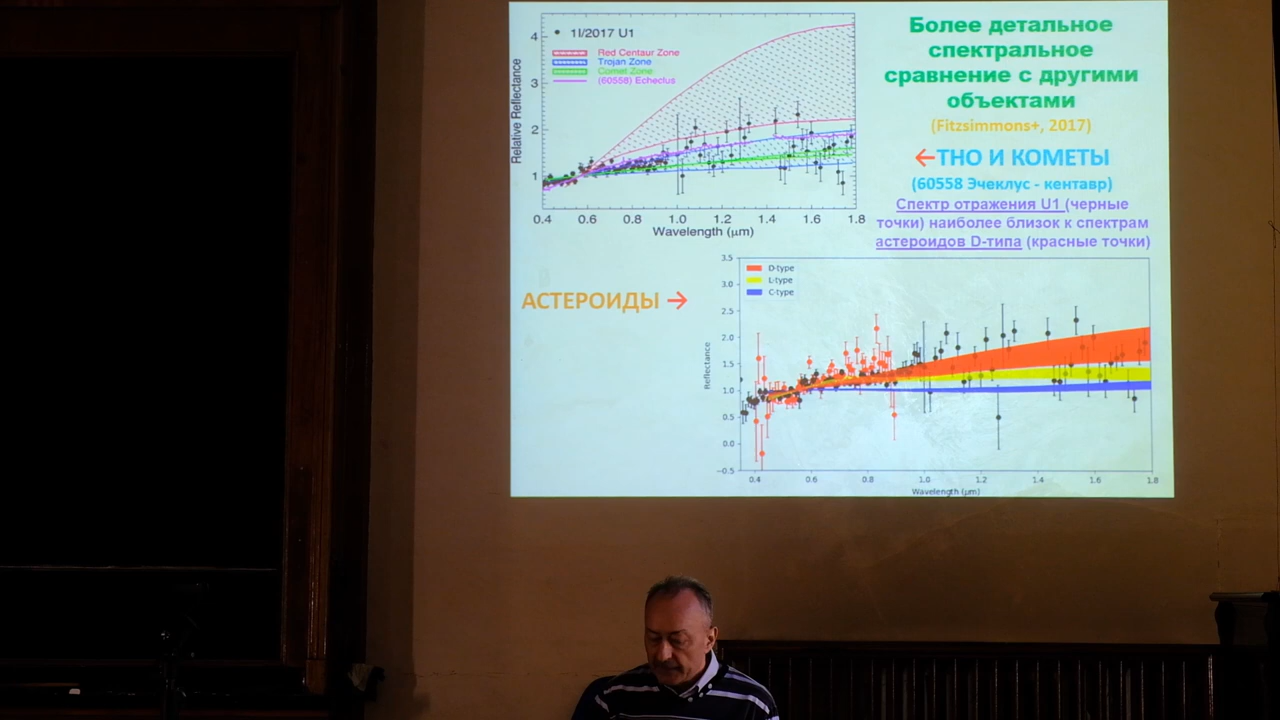 1I/2017 U1
Red Centaur Zone
Trojan Zone
Comet Zone
(60558) Echeclus
Relative Reflectance
4
3
2
1
0.4 0.6 0.8 1.0 1.2 1.4 1.6 1.8
Wavelength (μm)
Более детальное
спектральное
сравнение с другими
объектами
(Fitzsimmons+, 2017)
←ТНО И КОМЕТЫ
(60558 Эчеклус - кентавр)
Спектр отражения U1 (черные
точки) наиболее близок к спектрам
астероидов D-типа (красные точки)
АСТЕРОИДЫ →
D-type
L-type
C-type
Reflectance
3.5
3.0
2.5
2.0
1.5
1.0
0.5
0.0
−0.5
0.4 0.6 0.8 1.0 1.2 1.4 1.6 1.8
Wavelength (μm)